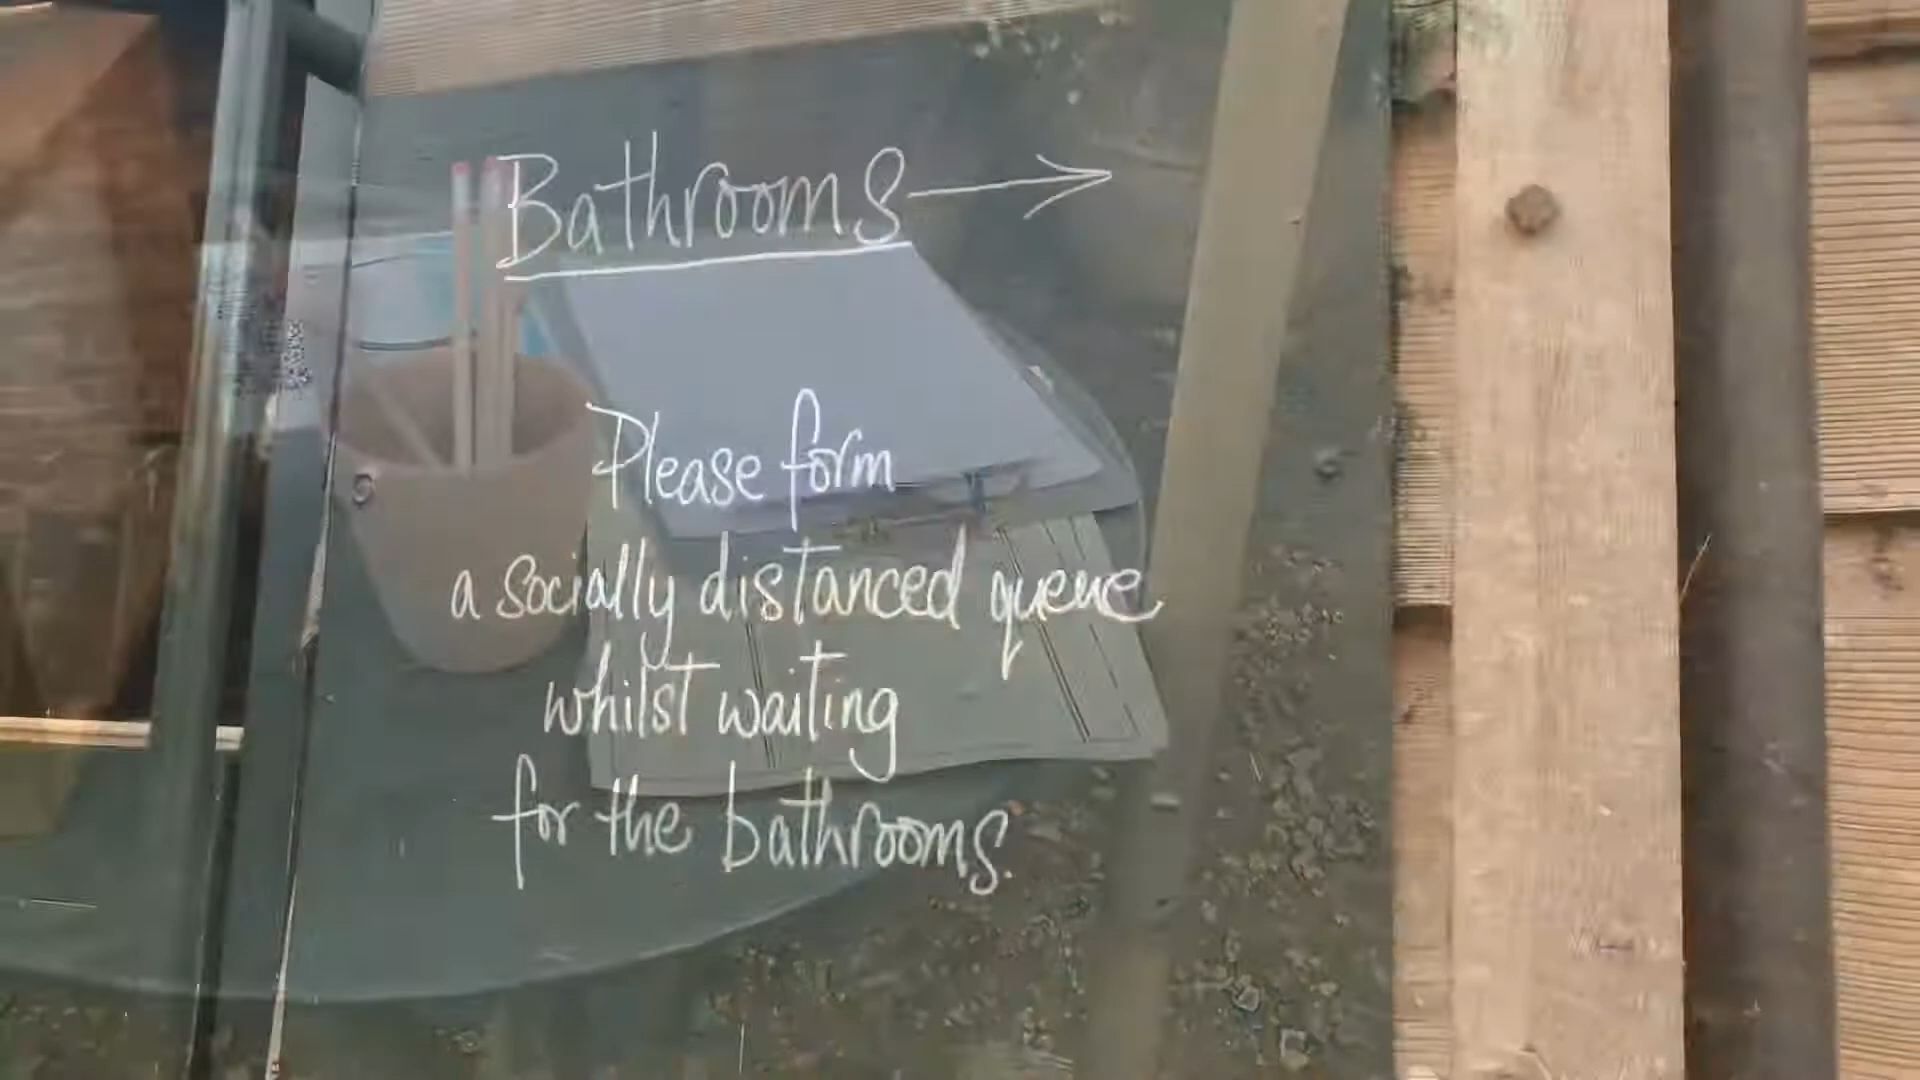 Bathrooms →
Please form
a socially distanced queue
whilst waiting
for the bathrooms.